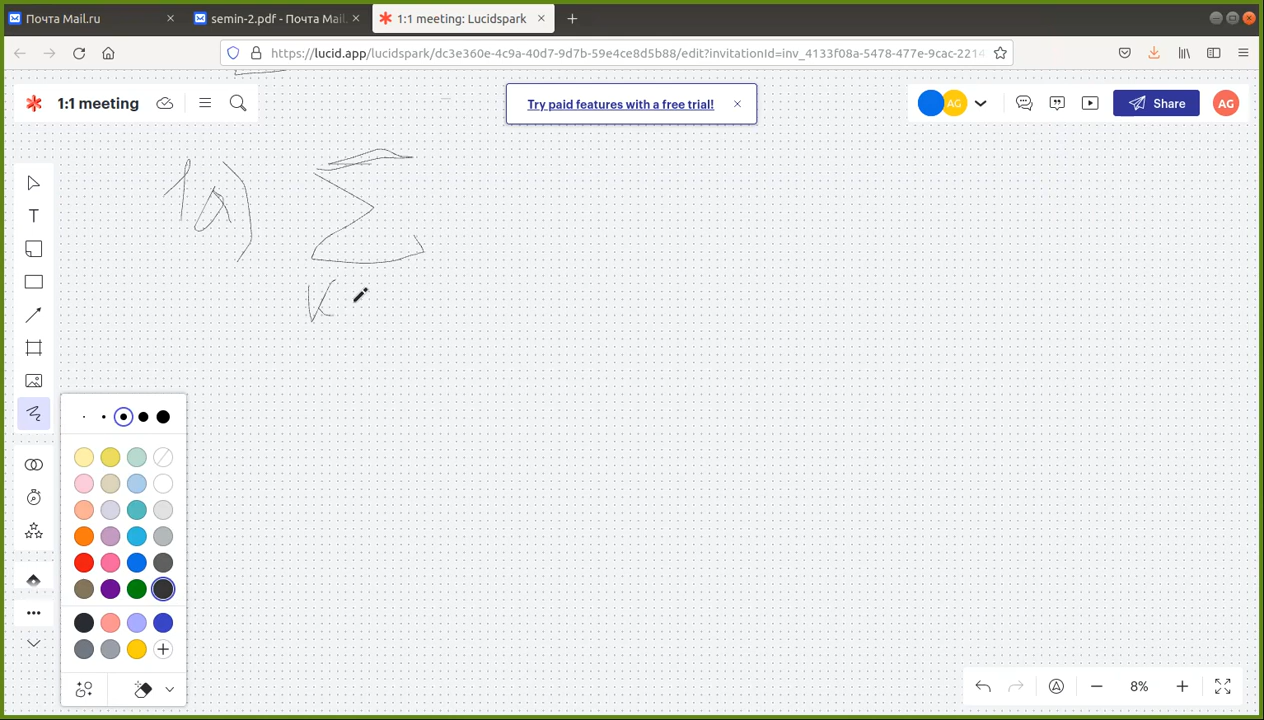 Почта Mail.ru
semin-2.pdf - Почта Mail.
1:1 meeting: Lucidspark
https://lucid.app/lucidspark/dc3e360e-4c9a-40d7-9d7b-59e4ce8d5b88/edit?invitationId=inv_4133f08a-5478-477e-9cac-2214
1:1 meeting
Try paid features with a free trial!
AG
Share
AG
1а) Σ
K
T
8%